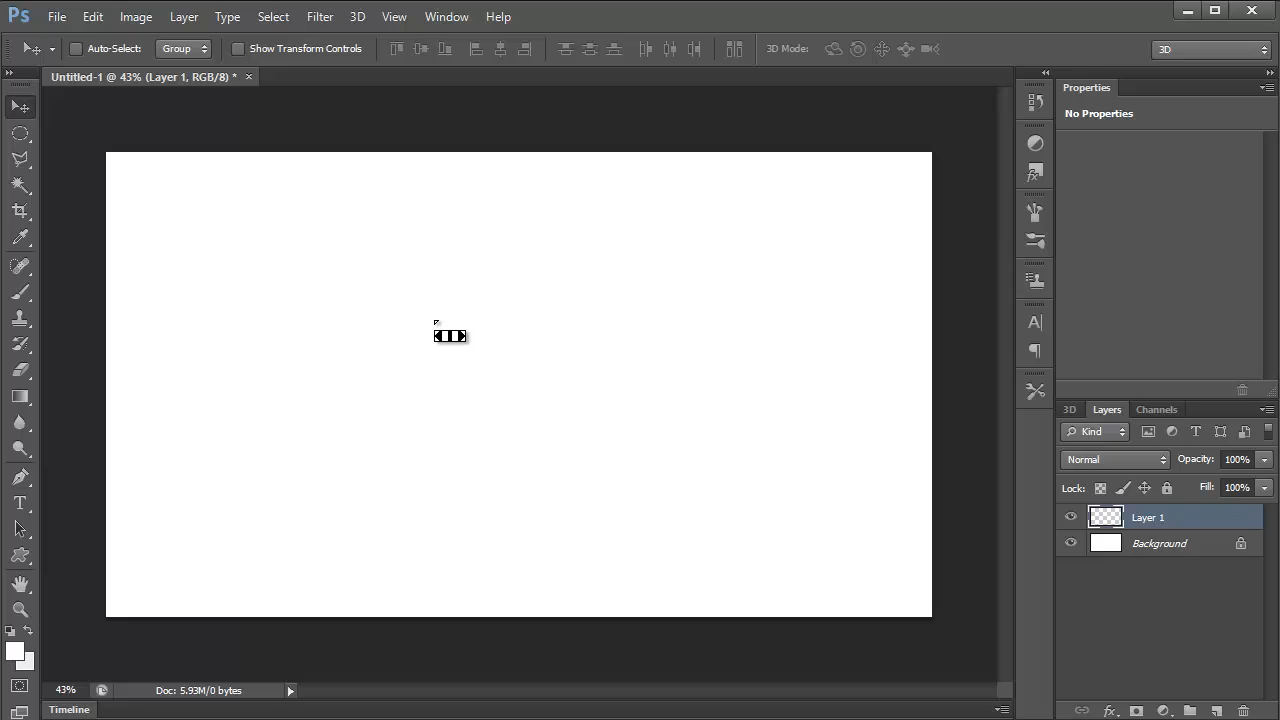 Ps File Edit Image Layer Type Select Filter 3D View Window Help
Auto-Select: Group Show Transform Controls 3D Mode: 3D
Untitled-1 @ 43% (Layer 1, RGB/8) * ×
Properties
No Properties
3D Layers Channels
Kind
Normal Opacity: 100%
Lock: Fill: 100%
Layer 1
Background
43% Doc: 5.93M/0 bytes
Timeline